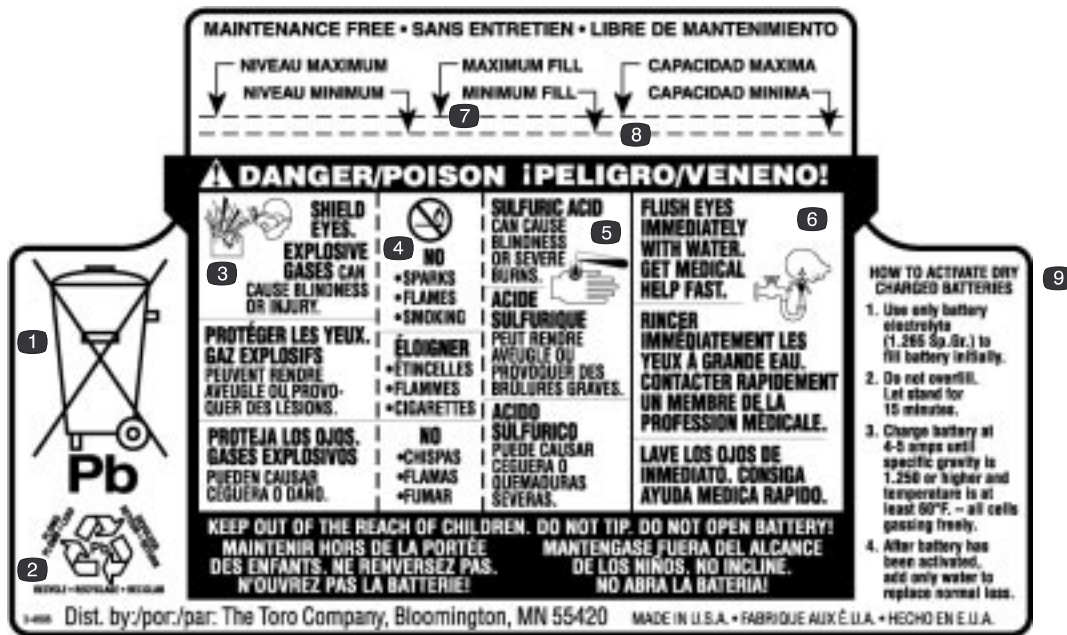 MAINTENANCE FREE • SANS ENTRETIEN • LIBRE DE MANTENIMIENTO
NIVEAU MAXIMUM
MAXIMUM FILL
CAPACIDAD MAXIMA
NIVEAU MINIMUM
MINIMUM FILL
CAPACIDAD MINIMA
7
8
DANGER/POISON ¡PELIGRO/VENENO!
SHIELD
EYES.
EXPLOSIVE
GASES CAN
CAUSE BLINDNESS
OR INJURY.
3
PROTÉGER LES YEUX.
GAZ EXPLOSIFS
PEUVENT RENDRE
AVEUGLE OU PROVO-
QUER DES LÉSIONS.
PROTEJA LOS OJOS.
GASES EXPLOSIVOS
PUEDEN CAUSAR
CEGUERA O DANO.
4
NO
•SPARKS
•FLAMES
•SMOKING
ÉLOIGNER
•ÉTINCELLES
•FLAMMES
•CIGARETTES
NO
•CHISPAS
•FLAMAS
•FUMAR
SULFURIC ACID
CAN CAUSE
BLINDNESS
OR SEVERE
BURNS.
5
ACIDE
SULFURIQUE
PEUT RENDRE
AVEUGLE OU
PROVOQUER DES
BRÛLURES GRAVES.
ACIDO
SULFURICO
PUEDE CAUSAR
CEGUERA O
QUEMADURAS
SEVERAS.
FLUSH EYES
IMMEDIATELY
WITH WATER.
GET MEDICAL
HELP FAST.
6
RINCER
IMMÉDIATEMENT LES
YEUX À GRANDE EAU.
CONTACTER RAPIDEMENT
UN MEMBRE DE LA
PROFESSION MÉDICALE.
LAVE LOS OJOS DE
INMEDIATO. CONSIGA
AYUDA MEDICA RAPIDO.
KEEP OUT OF THE REACH OF CHILDREN. DO NOT TIP. DO NOT OPEN BATTERY!
MAINTENIR HORS DE LA PORTÉE
DES ENFANTS. NE RENVERSEZ PAS.
N'OUVREZ PAS LA BATTERIE!
MANTENGASE FUERA DEL ALCANCE
DE LOS NIÑOS, NO INCLINE.
NO ABRA LA BATERIA!
1
Pb
2
RECYCLE • RECYCLAGE • RECICLAR
9
HOW TO ACTIVATE DRY
CHARGED BATTERIES
1. Use only battery
electrolyte
(1.265 Sp.Gr.) to
fill battery initially.
2. Do not overfill.
Let stand for
15 minutes.
3. Charge battery at
4-5 amps until
specific gravity is
1.250 or higher and
temperature is at
least 60°F. – all cells
gassing freely.
4. After battery has
been activated,
add only water to
replace normal loss.
Dist. by:/por:/par: The Toro Company, Bloomington, MN 55420
MADE IN U.S.A. • FABRIQUE AUX É.U.A. • HECHO EN E.U.A.